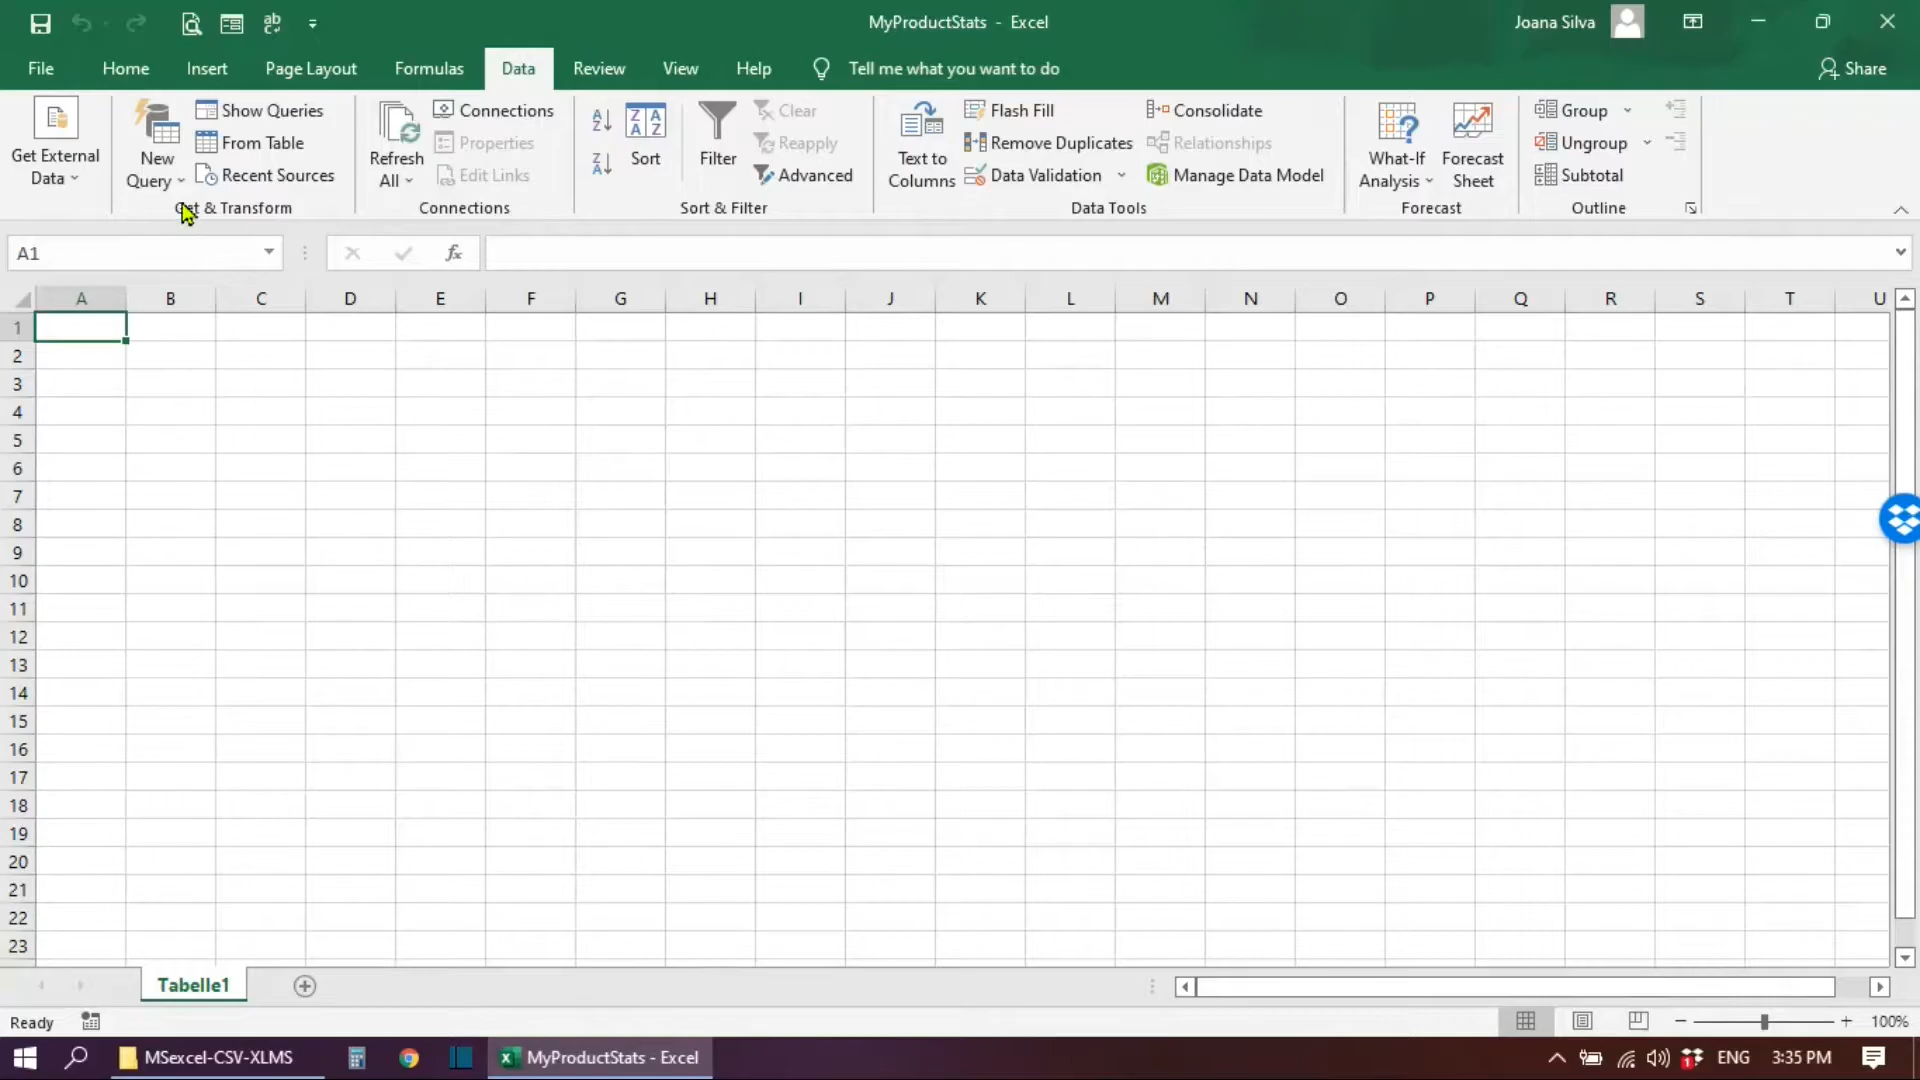 MyProductStats - Excel
Joana Silva
File Home Insert Page Layout Formulas Data Review View Help Tell me what you want to do Share
Get External Data
New Query
Show Queries
From Table
Recent Sources
Get & Transform
Refresh All
Connections
Properties
Edit Links
Connections
Sort
Filter
Clear
Reapply
Advanced
Sort & Filter
Text to Columns
Flash Fill
Remove Duplicates
Data Validation
Consolidate
Relationships
Manage Data Model
Data Tools
What-If Analysis
Forecast Sheet
Forecast
Group
Ungroup
Subtotal
Outline
A1
fx
A B C D E F G H I J K L M N O P Q R S T U
1
2
3
4
5
6
7
8
9
10
11
12
13
14
15
16
17
18
19
20
21
22
23
Tabelle1
Ready
100%
MSexcel-CSV-XLMS
MyProductStats - Excel
ENG
3:35 PM